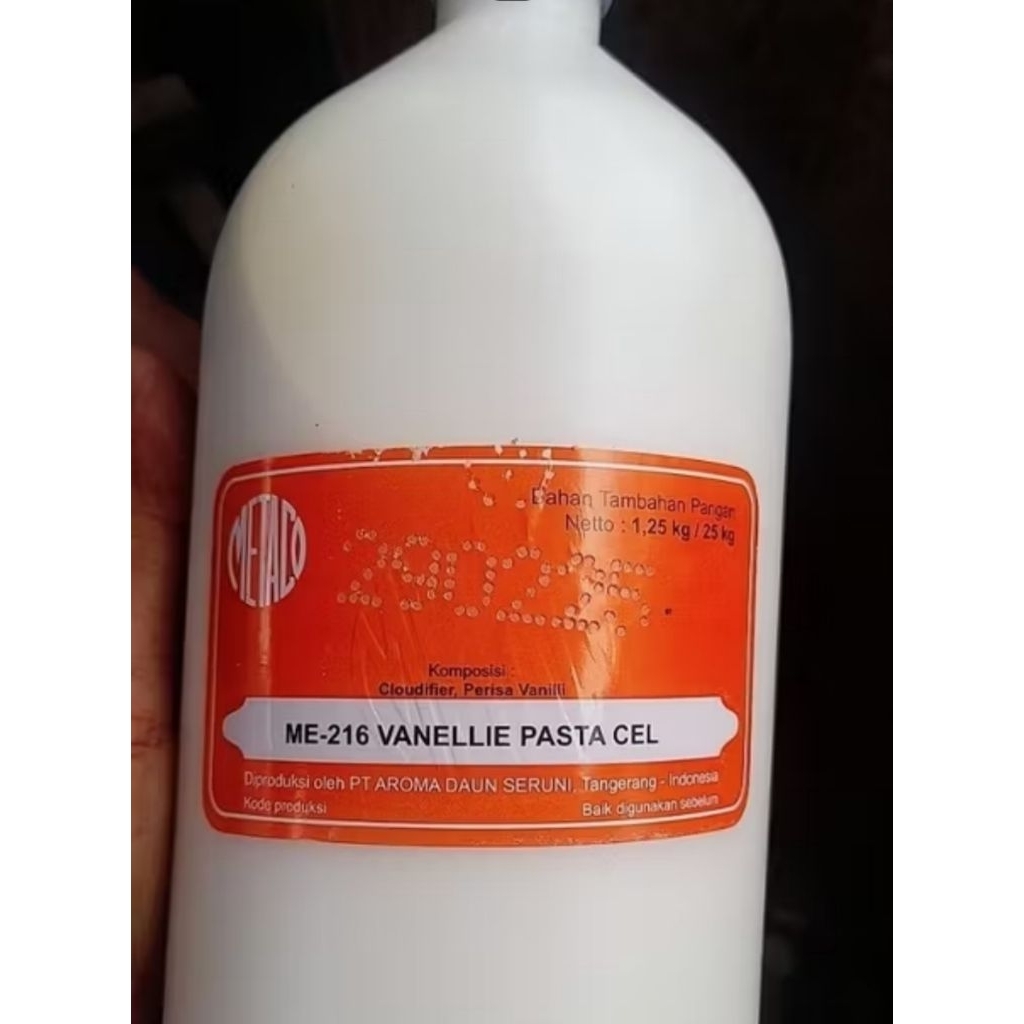 METACO
Bahan Tambahan Pangan
Netto : 1,25 kg / 25 kg
290225
Komposisi :
Cloudifier, Perisa Vanilli
ME-216 VANELLIE PASTA CEL
Diproduksi oleh PT AROMA DAUN SERUNI, Tangerang - Indonesia
Kode produksi
Baik digunakan sebelum